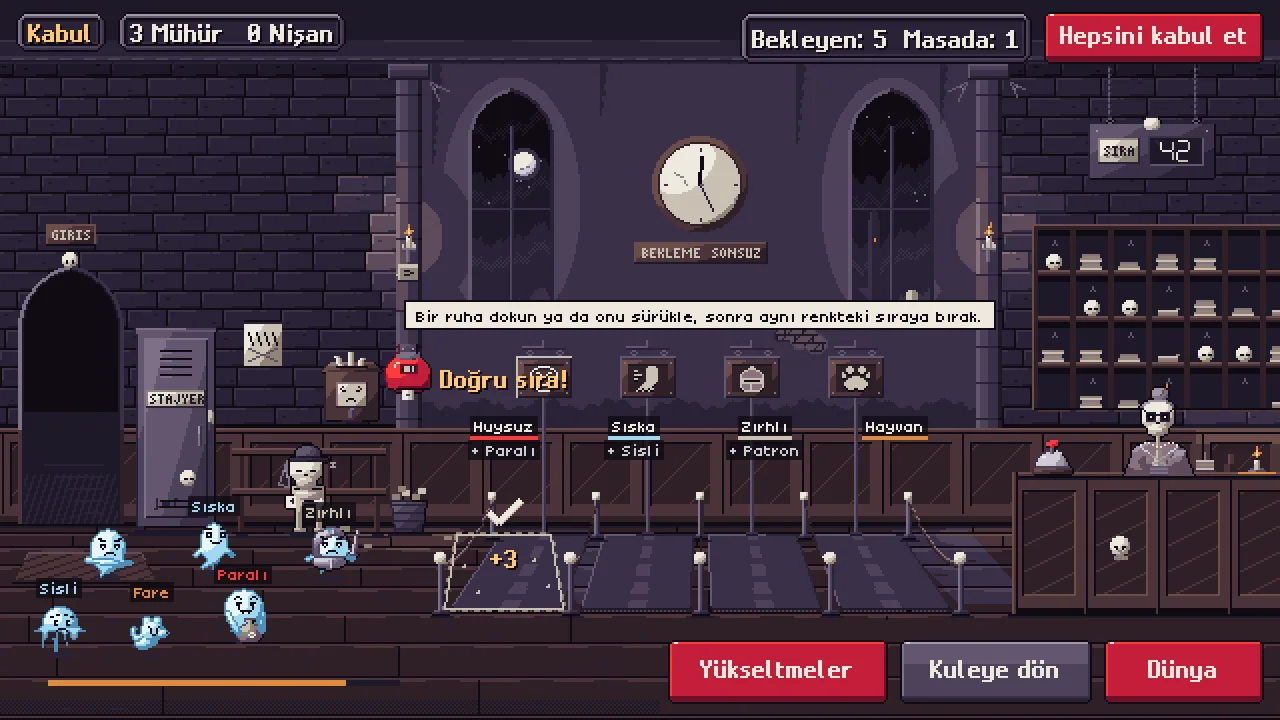 Kabul
3 Mühür 0 Nişan
Bekleyen: 5 Masada: 1
Hepsini kabul et
SIRA 42
GIRIS
BEKLEME SONSUZ
Bir ruha dokun ya da onu sürükle, sonra aynı renkteki sıraya bırak.
STAJYER
Doğru sıra!
Huysuz
+ Paralı
Sıska
+ Sisli
Zırhlı
+ Patron
Hayvan
Sıska
Zırhlı
+3
Paralı
Sisli
Fare
Yükseltmeler
Kuleye dön
Dünya